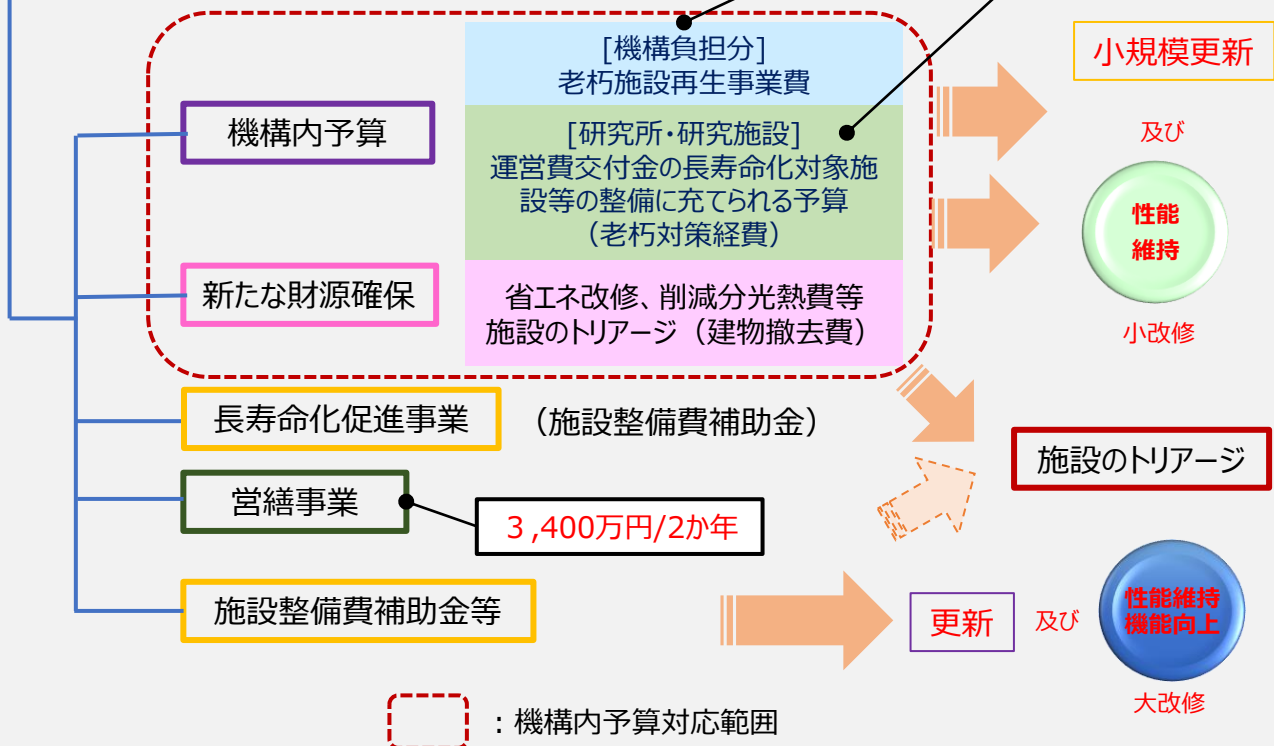 [機構負担分]
老朽施設再生事業費
小規模更新
機構内予算
[研究所・研究施設]
運営費交付金の長寿命化対象施
設等の整備に充てられる予算
（老朽対策経費）
及び
性能
維持
小改修
新たな財源確保
省エネ改修、削減分光熱費等
施設のトリアージ（建物撤去費）
長寿命化促進事業
（施設整備費補助金）
施設のトリアージ
営繕事業
３,400万円/2か年
施設整備費補助金等
更新
及び
性能維持
機能向上
大改修
：機構内予算対応範囲